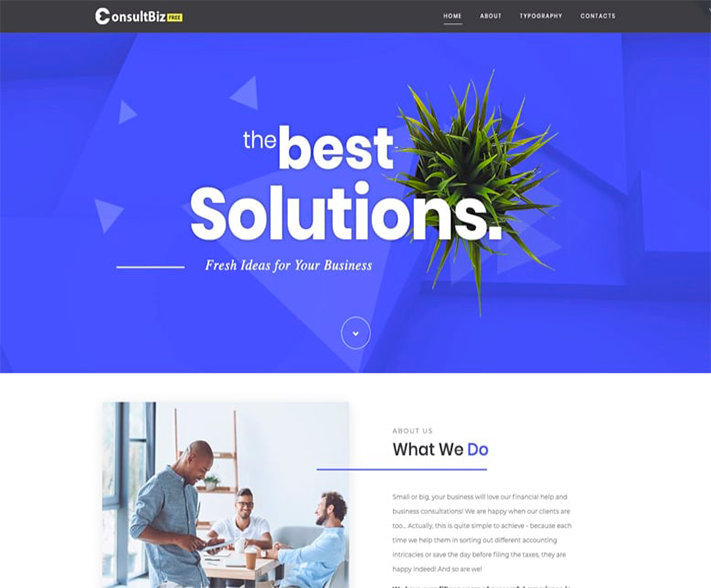 ConsultBiz FREE
HOME ABOUT TYPOGRAPHY CONTACTS
the best
Solutions.
Fresh Ideas for Your Business
ABOUT US
What We Do
Small or big, your business will love our financial help and
business consultations! We are happy when our clients are
too... Actually, this is quite simple to achieve - because each
time we help them in sorting out different accounting
intricacies or save the day before filing the taxes, they are
happy indeed! And so are we!